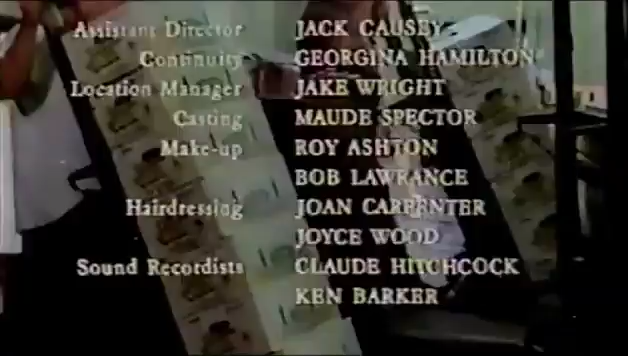 Assistant Director JACK CAUSEY
Continuity GEORGINA HAMILTON
Location Manager JAKE WRIGHT
Casting MAUDE SPECTOR
Make-up ROY ASHTON
BOB LAWRANCE
Hairdressing JOAN CARPENTER
JOYCE WOOD
Sound Recordists CLAUDE HITCHCOCK
KEN BARKER